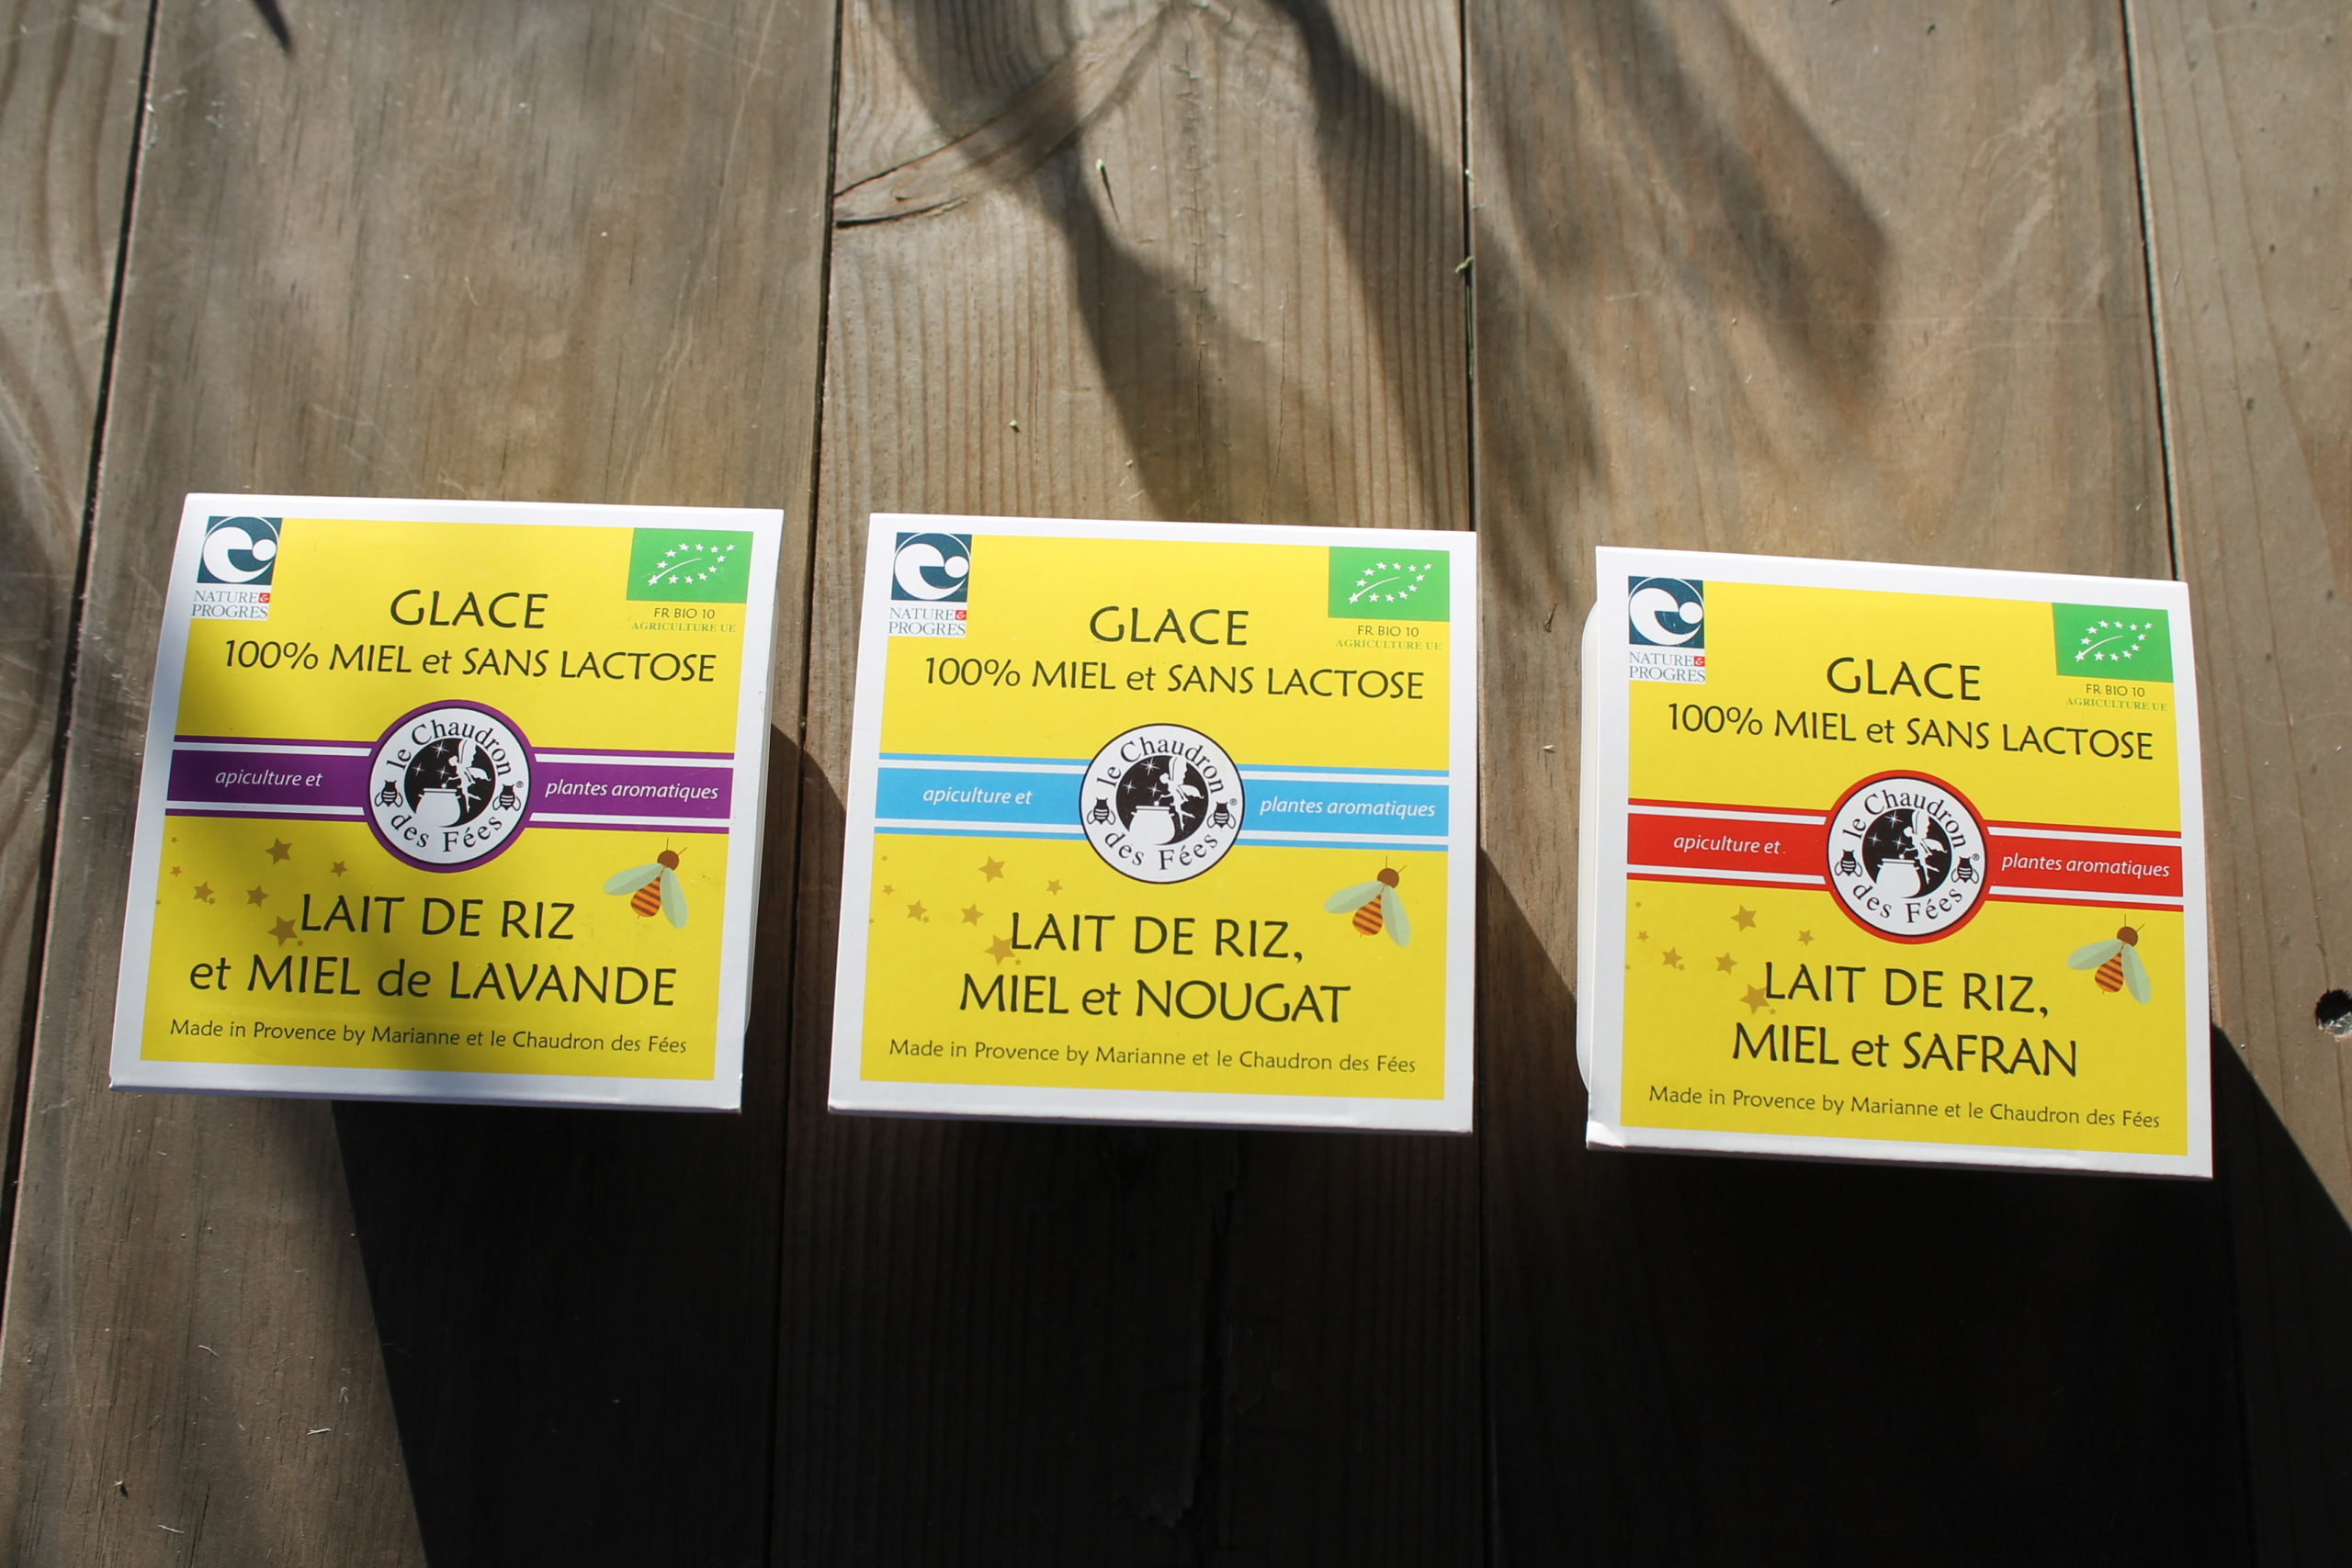 NATURE & PROGRES
FR BIO 10
AGRICULTURE UE
GLACE
100% MIEL et SANS LACTOSE
apiculture et
le Chaudron des Fées®
plantes aromatiques
LAIT DE RIZ
et MIEL de LAVANDE
Made in Provence by Marianne et le Chaudron des Fées
NATURE & PROGRES
FR BIO 10
AGRICULTURE UE
GLACE
100% MIEL et SANS LACTOSE
apiculture et
le Chaudron des Fées®
plantes aromatiques
LAIT DE RIZ,
MIEL et NOUGAT
Made in Provence by Marianne et le Chaudron des Fées
NATURE & PROGRES
FR BIO 10
AGRICULTURE UE
GLACE
100% MIEL et SANS LACTOSE
apiculture et
le Chaudron des Fées®
plantes aromatiques
LAIT DE RIZ,
MIEL et SAFRAN
Made in Provence by Marianne et le Chaudron des Fées